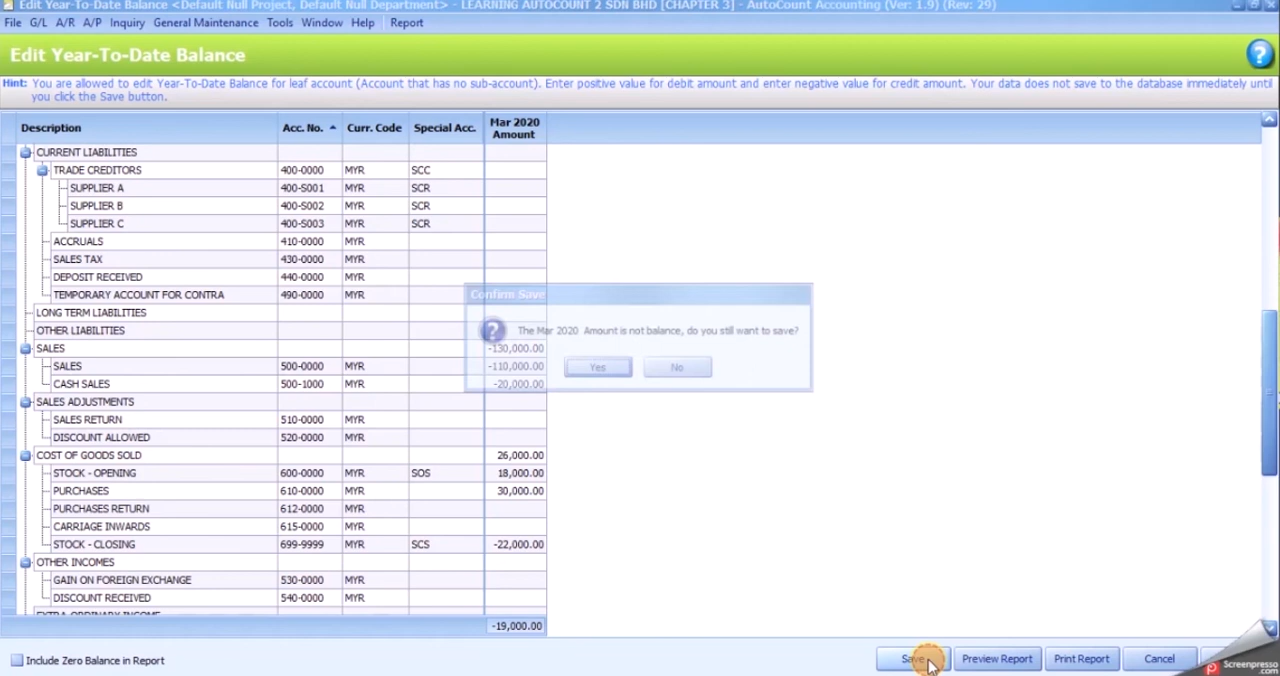 Edit Year-To-Date Balance <Default Null Project, Default Null Department> - LEARNING AUTOCOUNT 2 SDN BHD [CHAPTER 3] - AutoCount Accounting (Ver: 1.9) (Rev: 29)
File G/L A/R A/P Inquiry General Maintenance Tools Window Help Report
Edit Year-To-Date Balance
?
Hint: You are allowed to edit Year-To-Date Balance for leaf account (Account that has no sub-account). Enter positive value for debit amount and enter negative value for credit amount. Your data does not save to the database immediately until
you click the Save button.
Description Acc. No. Curr. Code Special Acc. Mar 2020 Amount
CURRENT LIABILITIES
TRADE CREDITORS 400-0000 MYR SCC
SUPPLIER A 400-S001 MYR SCR
SUPPLIER B 400-S002 MYR SCR
SUPPLIER C 400-S003 MYR SCR
ACCRUALS 410-0000 MYR
SALES TAX 430-0000 MYR
DEPOSIT RECEIVED 440-0000 MYR
TEMPORARY ACCOUNT FOR CONTRA 490-0000 MYR
Confirm Save
LONG TERM LIABILITIES
OTHER LIABILITIES
The Mar 2020 Amount is not balance, do you still want to save?
SALES -130,000.00
SALES 500-0000 MYR -110,000.00
Yes No
CASH SALES 500-1000 MYR -20,000.00
SALES ADJUSTMENTS
SALES RETURN 510-0000 MYR
DISCOUNT ALLOWED 520-0000 MYR
COST OF GOODS SOLD 26,000.00
STOCK - OPENING 600-0000 MYR SOS 18,000.00
PURCHASES 610-0000 MYR 30,000.00
PURCHASES RETURN 612-0000 MYR
CARRIAGE INWARDS 615-0000 MYR
STOCK - CLOSING 699-9999 MYR SCS -22,000.00
OTHER INCOMES
GAIN ON FOREIGN EXCHANGE 530-0000 MYR
DISCOUNT RECEIVED 540-0000 MYR
EXTRA-ORDINARY INCOME
-19,000.00
Include Zero Balance in Report
Save Preview Report Print Report Cancel
Screenpresso
.com